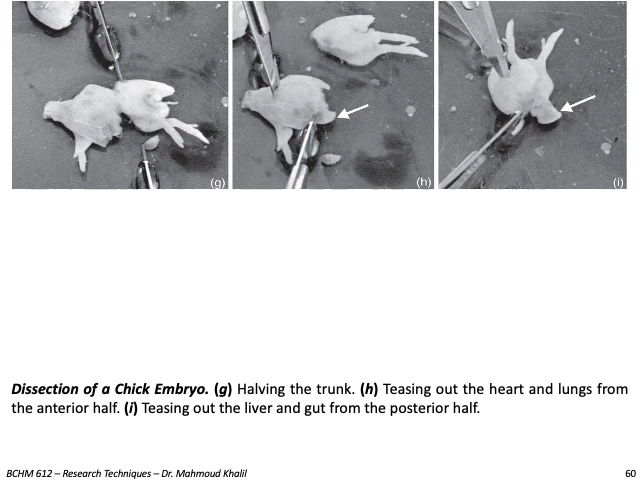 (g)
(h)
(i)
Dissection of a Chick Embryo. (g) Halving the trunk. (h) Teasing out the heart and lungs from
the anterior half. (i) Teasing out the liver and gut from the posterior half.
BCHM 612 – Research Techniques – Dr. Mahmoud Khalil
60